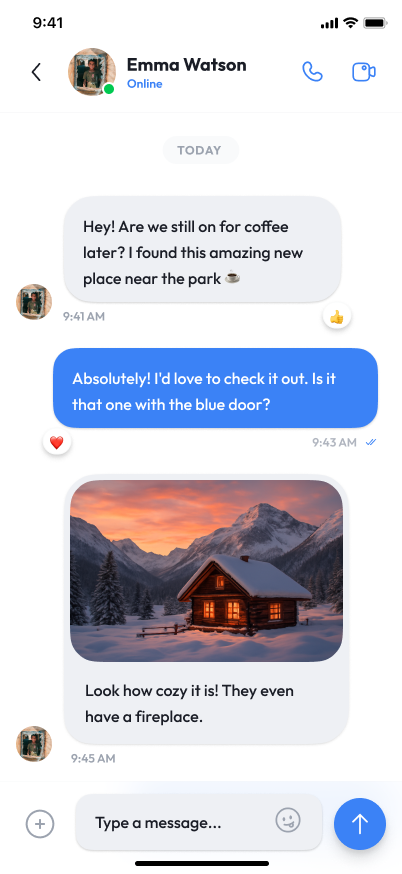 9:41
Emma Watson
Online
TODAY
Hey! Are we still on for coffee
later? I found this amazing new
place near the park ☕
9:41 AM
👍
Absolutely! I'd love to check it out. Is it
that one with the blue door?
❤️
9:43 AM
Look how cozy it is! They even
have a fireplace.
9:45 AM
Type a message...